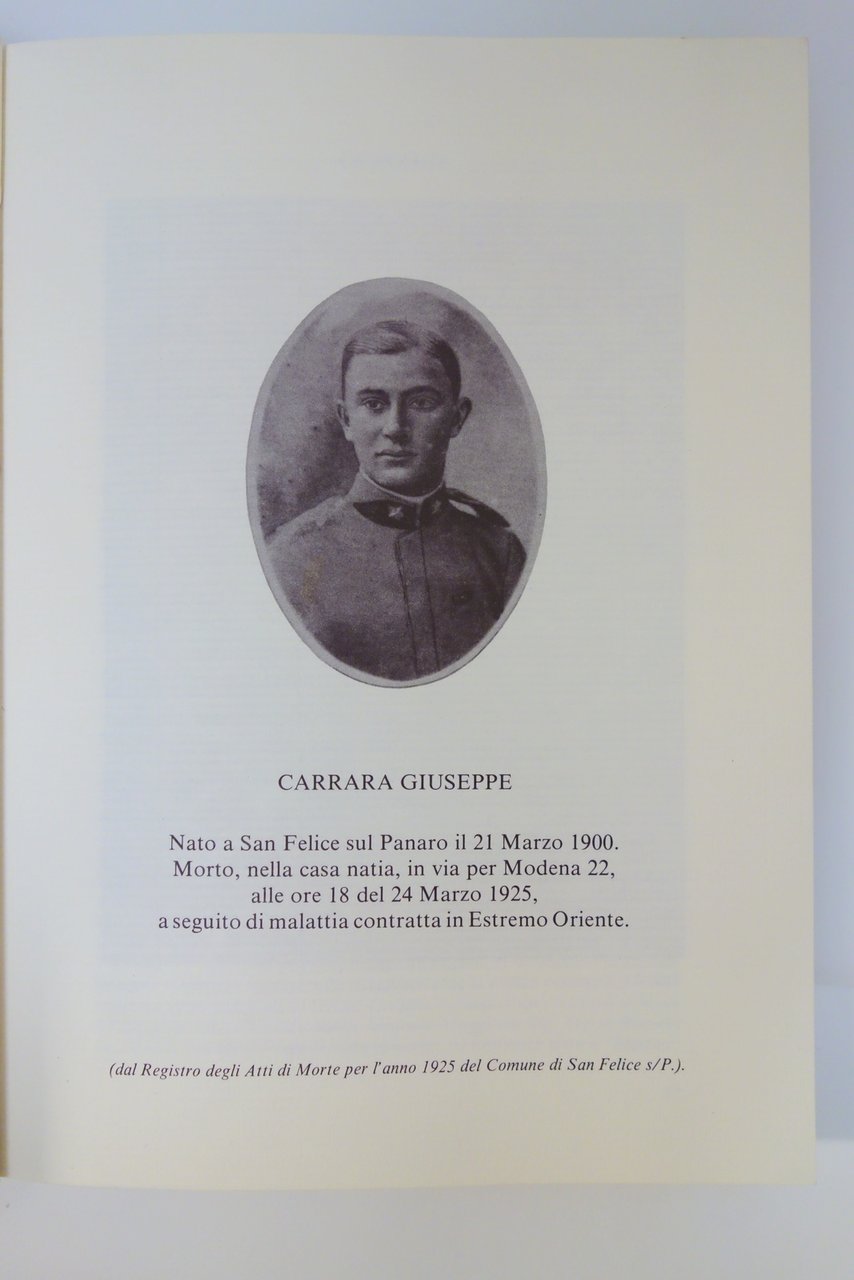 CARRARA GIUSEPPE
Nato a San Felice sul Panaro il 21 Marzo 1900.
Morto, nella casa natia, in via per Modena 22,
alle ore 18 del 24 Marzo 1925,
a seguito di malattia contratta in Estremo Oriente.
(dal Registro degli Atti di Morte per l'anno 1925 del Comune di San Felice s/P.).